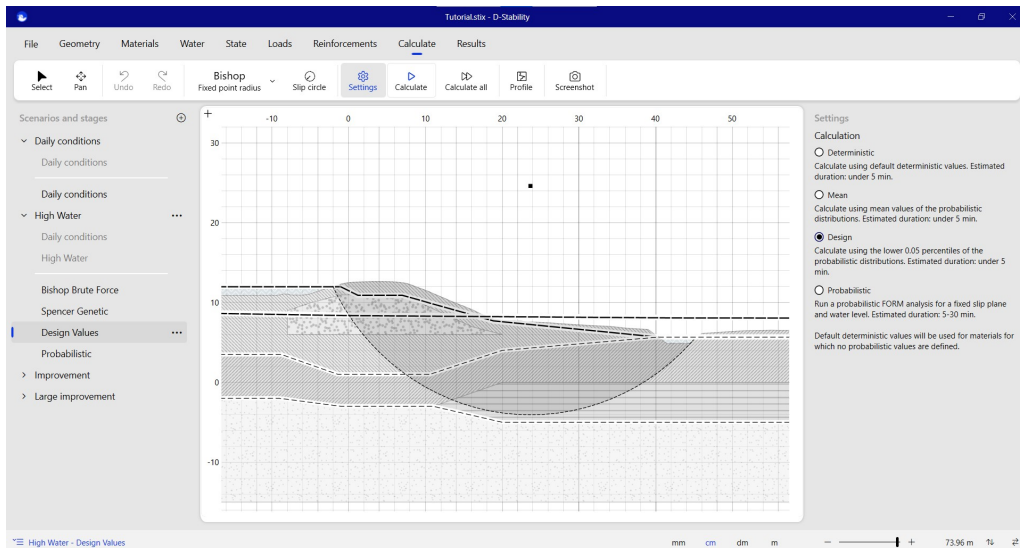 Tutorial.stix - D-Stability
File Geometry Materials Water State Loads Reinforcements Calculate Results
Select Pan Undo Redo Bishop Fixed point radius Slip circle Settings Calculate Calculate all Profile Screenshot
Scenarios and stages
Daily conditions
Daily conditions
Daily conditions
High Water
Daily conditions
High Water
Bishop Brute Force
Spencer Genetic
Design Values
Probabilistic
Improvement
Large improvement
-10 0 10 20 30 40 50
30
20
10
0
-10
Settings
Calculation
Deterministic
Calculate using default deterministic values. Estimated
duration: under 5 min.
Mean
Calculate using mean values of the probabilistic
distributions. Estimated duration: under 5 min.
Design
Calculate using the lower 0.05 percentiles of the
probabilistic distributions. Estimated duration: under 5
min.
Probabilistic
Run a probabilistic FORM analysis for a fixed slip plane
and water level. Estimated duration: 5-30 min.
Default deterministic values will be used for materials for
which no probabilistic values are defined.
High Water - Design Values
mm cm dm m
73.96 m